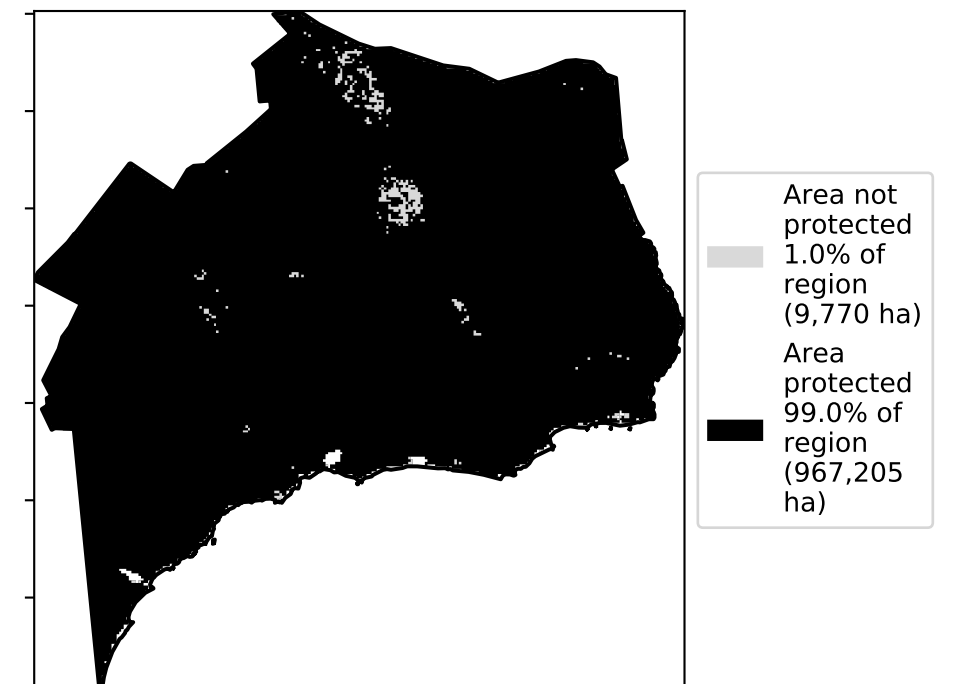 Area not
protected
1.0% of
region
(9,770 ha)
Area
protected
99.0% of
region
(967,205
ha)